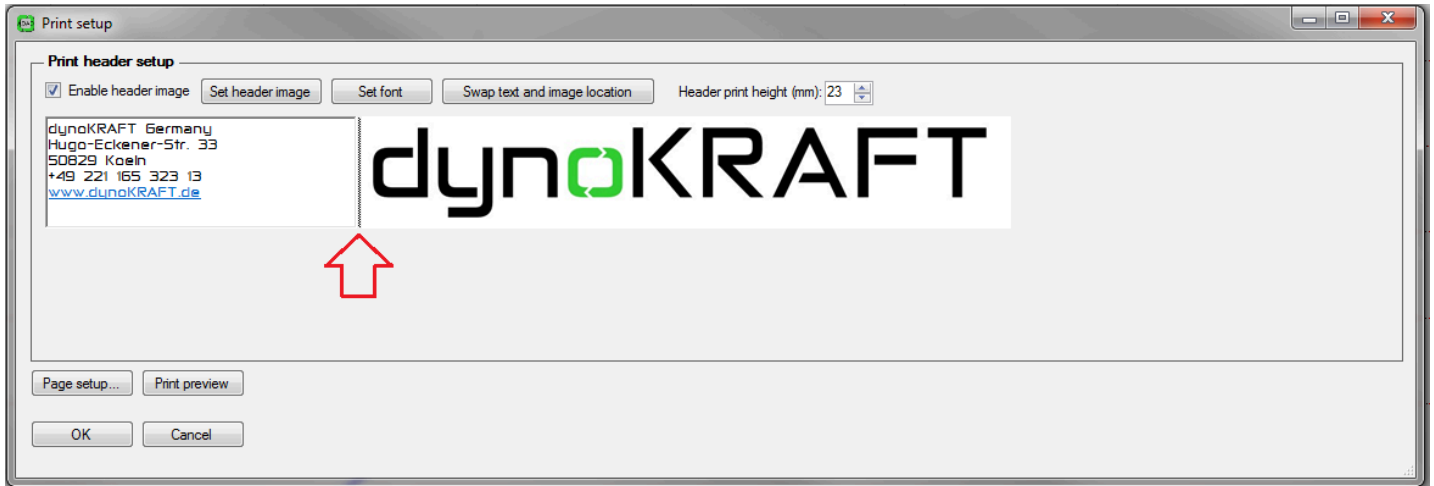 Print setup
Print header setup
Enable header image Set header image Set font Swap text and image location Header print height (mm): 23
dynoKRAFT Germany
Hugo-Eckener-Str. 33
50829 Koeln
+49 221 165 323 13
www.dynoKRAFT.de
dynoKRAFT
Page setup... Print preview
OK Cancel